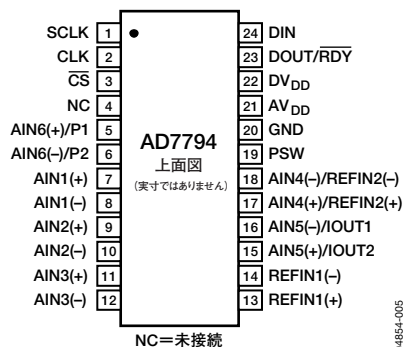 SCLK 1 24 DIN
CLK 2 23 DOUT/RDY
CS 3 22 DVDD
NC 4 21 AVDD
AIN6(+)/P1 5 20 GND
AIN6(–)/P2 6 19 PSW
AIN1(+) 7 18 AIN4(–)/REFIN2(–)
AIN1(–) 8 17 AIN4(+)/REFIN2(+)
AIN2(+) 9 16 AIN5(–)/IOUT1
AIN2(–) 10 15 AIN5(+)/IOUT2
AIN3(+) 11 14 REFIN1(–)
AIN3(–) 12 13 REFIN1(+)
AD7794
上面図
(実寸ではありません)
NC=未接続
4854-005